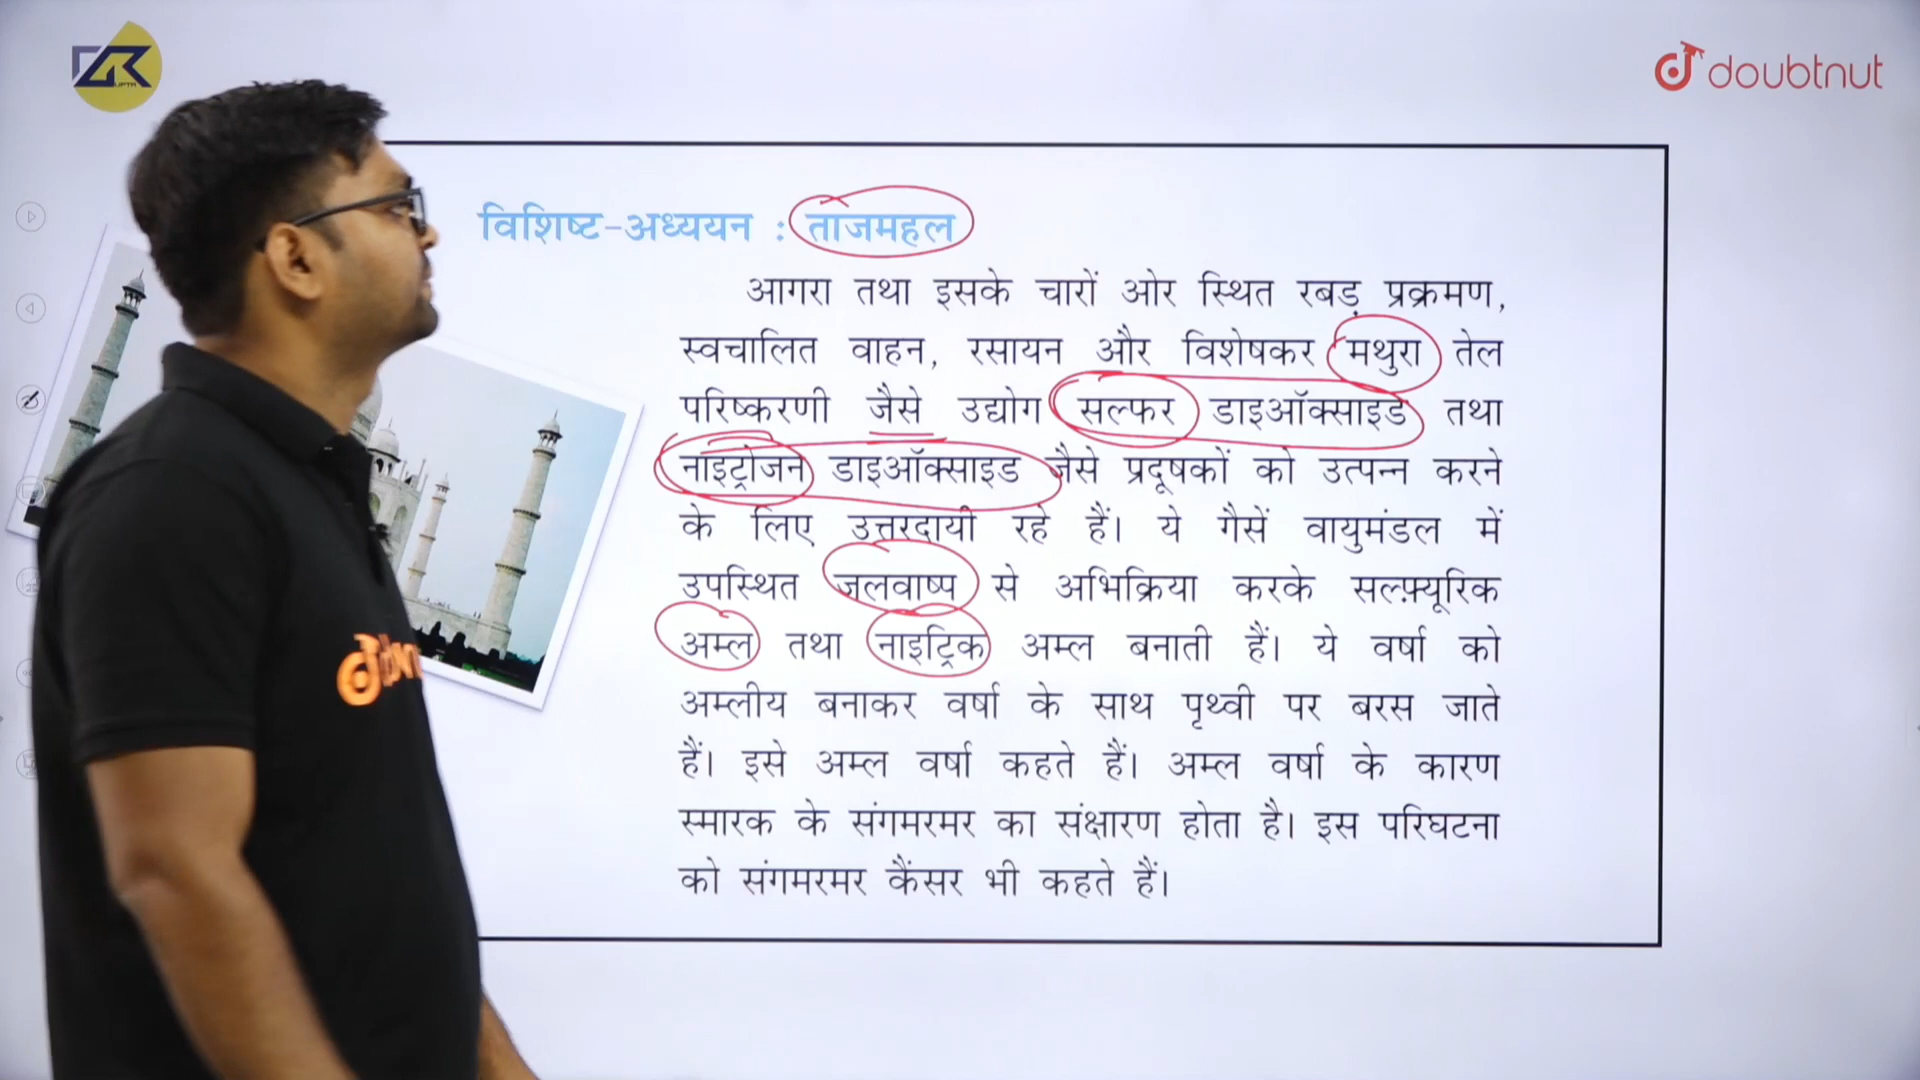 doubtnut
विशिष्ट-अध्ययन : ताजमहल
आगरा तथा इसके चारों ओर स्थित रबड़ प्रक्रमण,
स्वचालित वाहन, रसायन और विशेषकर मथुरा तेल
परिष्करणी जैसे उद्योग सल्फर डाइऑक्साइड तथा
नाइट्रोजन डाइऑक्साइड जैसे प्रदूषकों को उत्पन्न करने
के लिए उत्तरदायी रहे हैं। ये गैसें वायुमंडल में
उपस्थित जलवाष्प से अभिक्रिया करके सल्फ़्यूरिक
अम्ल तथा नाइट्रिक अम्ल बनाती हैं। ये वर्षा को
अम्लीय बनाकर वर्षा के साथ पृथ्वी पर बरस जाते
हैं। इसे अम्ल वर्षा कहते हैं। अम्ल वर्षा के कारण
स्मारक के संगमरमर का संक्षारण होता है। इस परिघटना
को संगमरमर कैंसर भी कहते हैं।